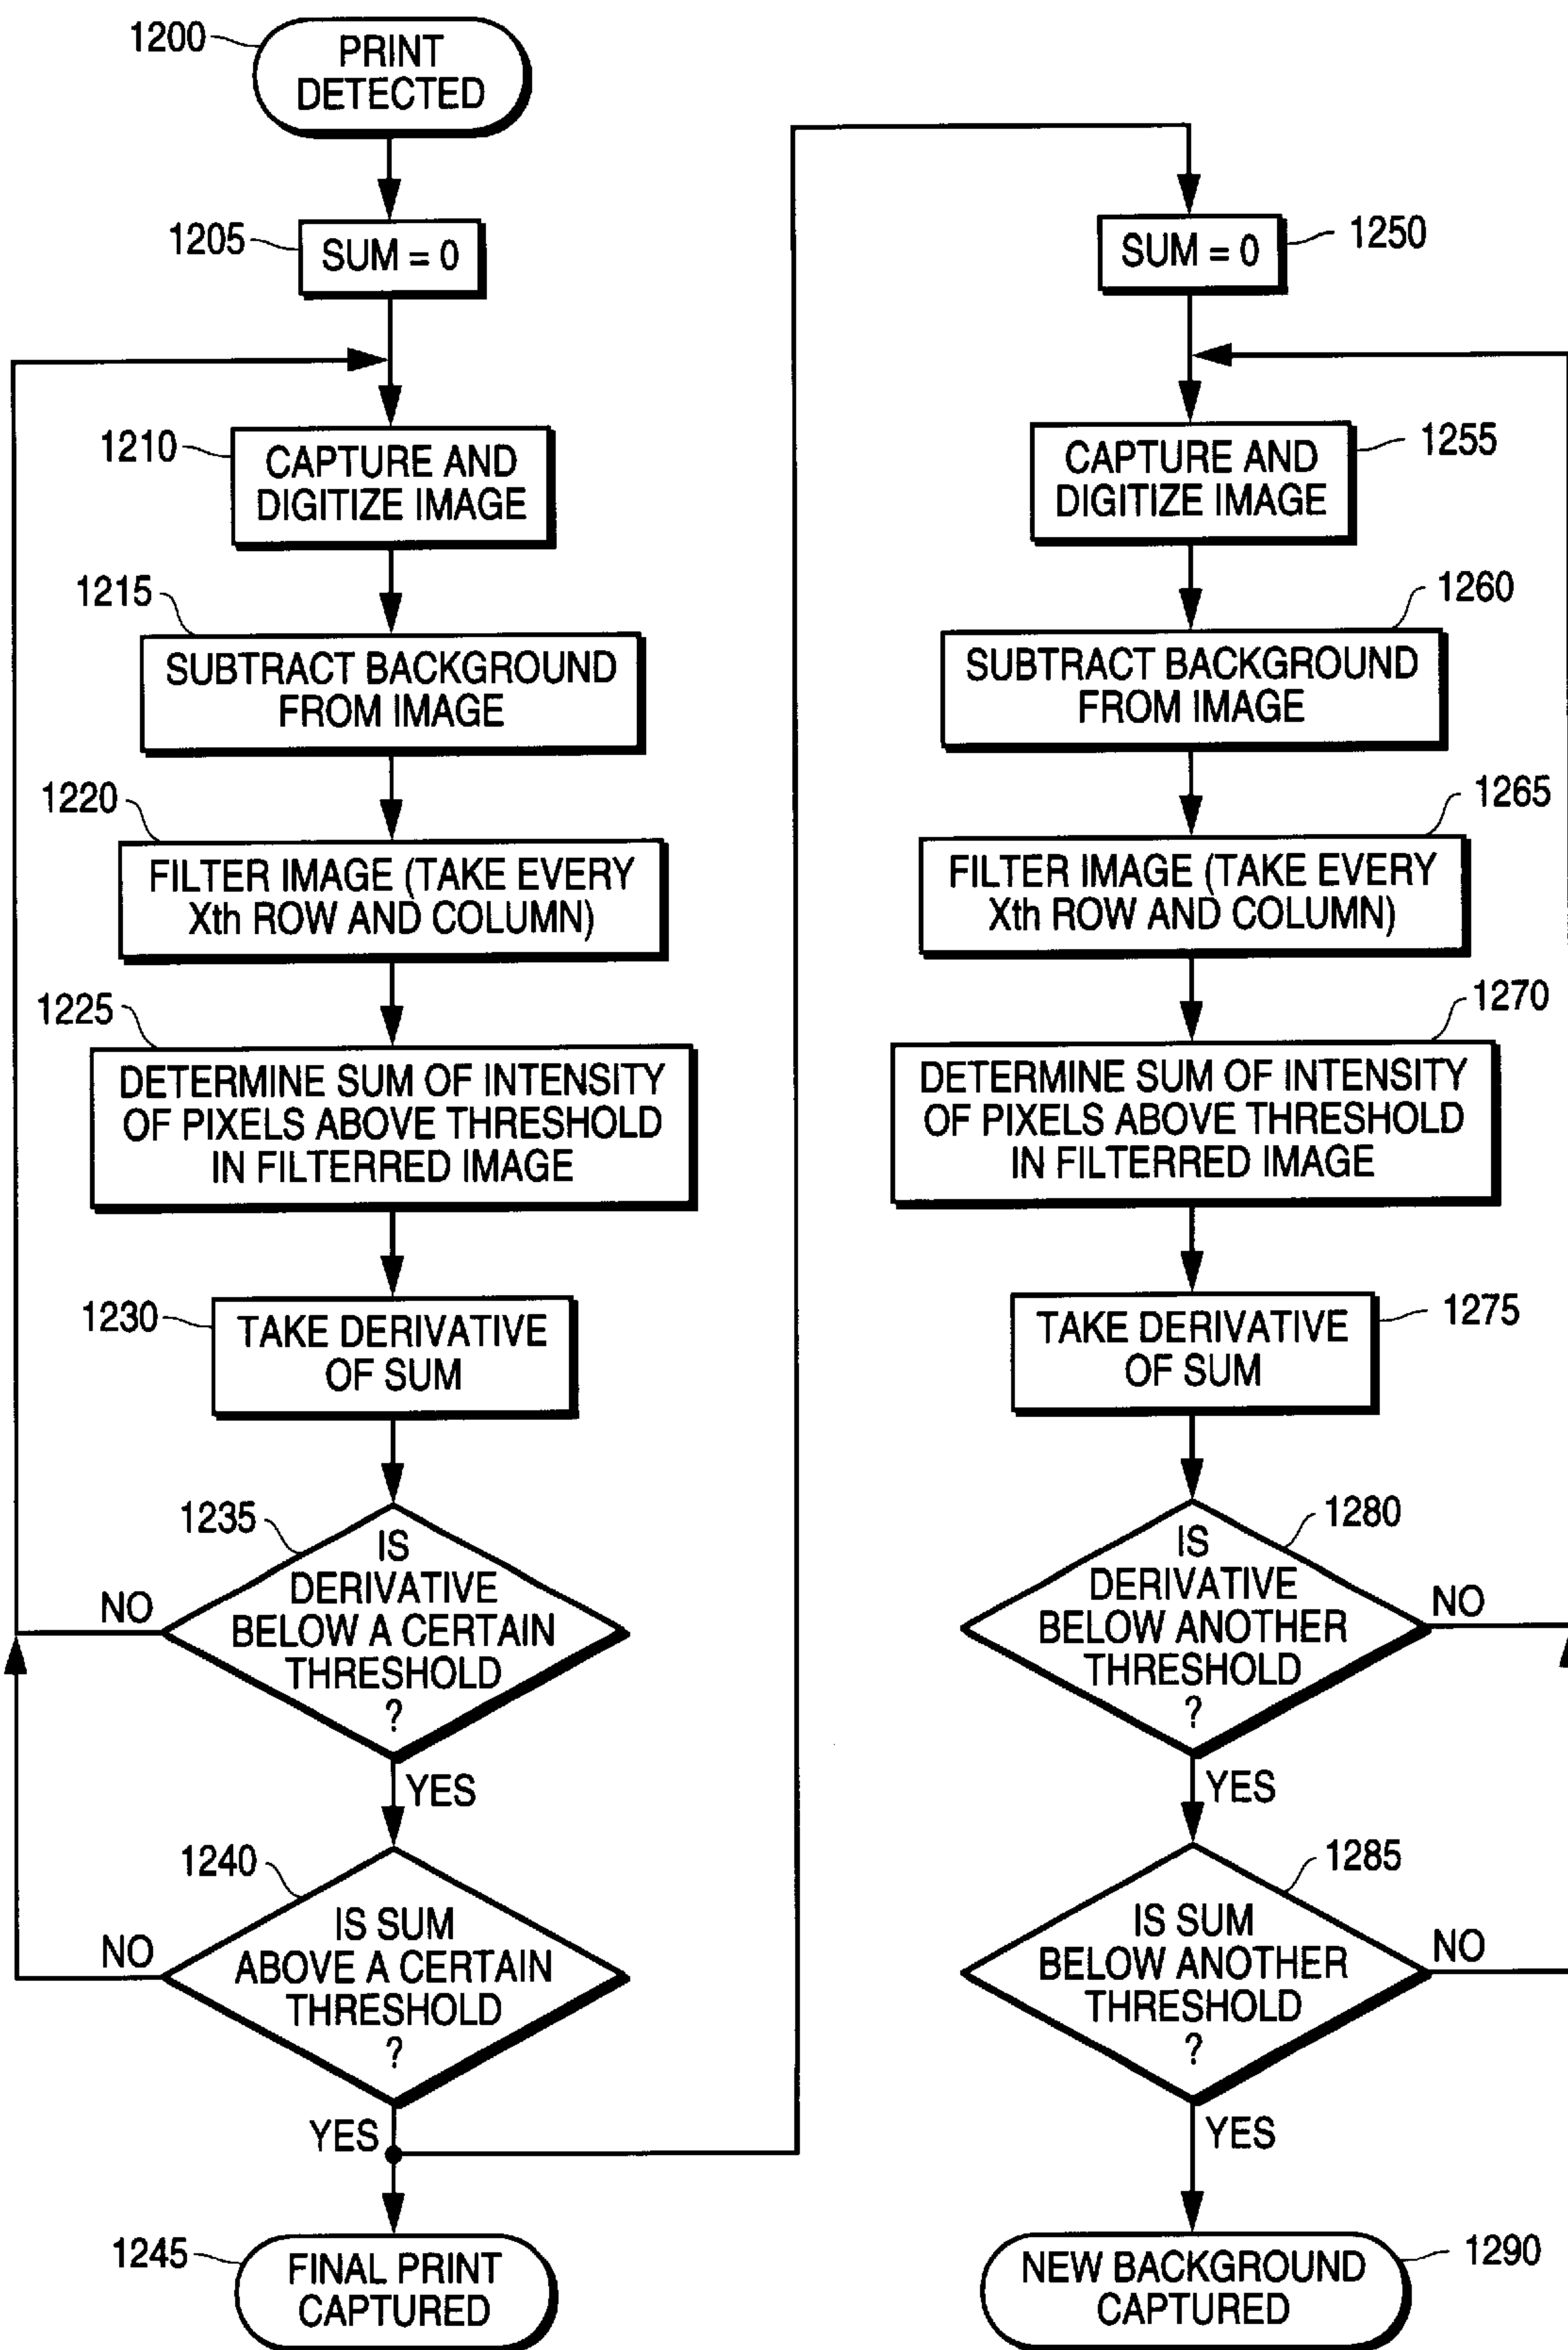 1200
PRINT
DETECTED
1205
SUM = 0
1210
CAPTURE AND
DIGITIZE IMAGE
1215
SUBTRACT BACKGROUND
FROM IMAGE
1220
FILTER IMAGE (TAKE EVERY
Xth ROW AND COLUMN)
1225
DETERMINE SUM OF INTENSITY
OF PIXELS ABOVE THRESHOLD
IN FILTERRED IMAGE
1230
TAKE DERIVATIVE
OF SUM
1235
IS
DERIVATIVE
BELOW A CERTAIN
THRESHOLD
?
NO
YES
1240
IS SUM
ABOVE A CERTAIN
THRESHOLD
?
NO
YES
1245
FINAL PRINT
CAPTURED
1250
SUM = 0
1255
CAPTURE AND
DIGITIZE IMAGE
1260
SUBTRACT BACKGROUND
FROM IMAGE
1265
FILTER IMAGE (TAKE EVERY
Xth ROW AND COLUMN)
1270
DETERMINE SUM OF INTENSITY
OF PIXELS ABOVE THRESHOLD
IN FILTERRED IMAGE
1275
TAKE DERIVATIVE
OF SUM
1280
IS
DERIVATIVE
BELOW ANOTHER
THRESHOLD
?
NO
YES
1285
IS SUM
BELOW ANOTHER
THRESHOLD
?
NO
YES
1290
NEW BACKGROUND
CAPTURED